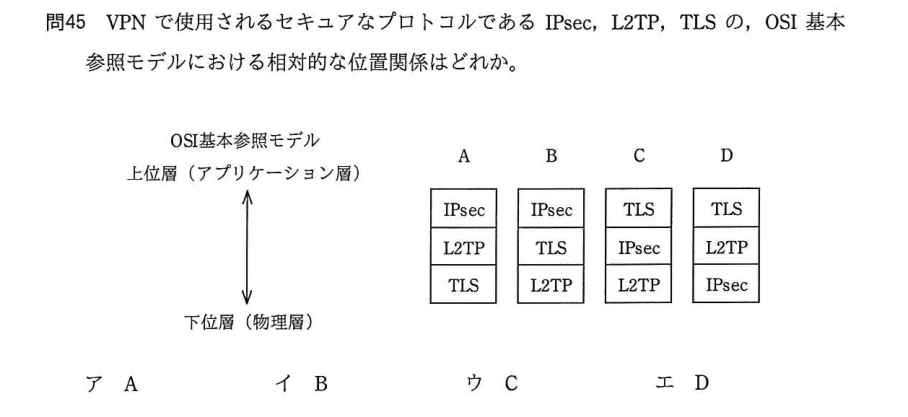 問45 VPN で使用されるセキュアなプロトコルである IPsec，L2TP，TLS の，OSI 基本
参照モデルにおける相対的な位置関係はどれか。
OSI基本参照モデル
上位層（アプリケーション層）
A B C D
IPsec IPsec TLS TLS
L2TP TLS IPsec L2TP
TLS L2TP L2TP IPsec
下位層（物理層）
ア A イ B ウ C エ D